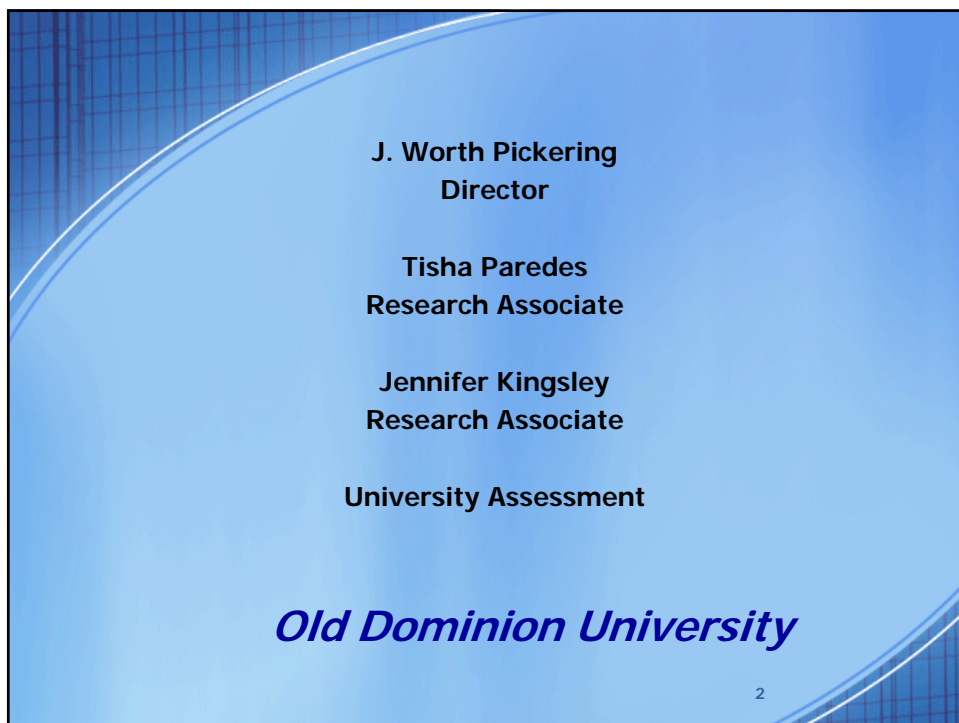 J. Worth Pickering
Director
Tisha Paredes
Research Associate
Jennifer Kingsley
Research Associate
University Assessment
Old Dominion University
2